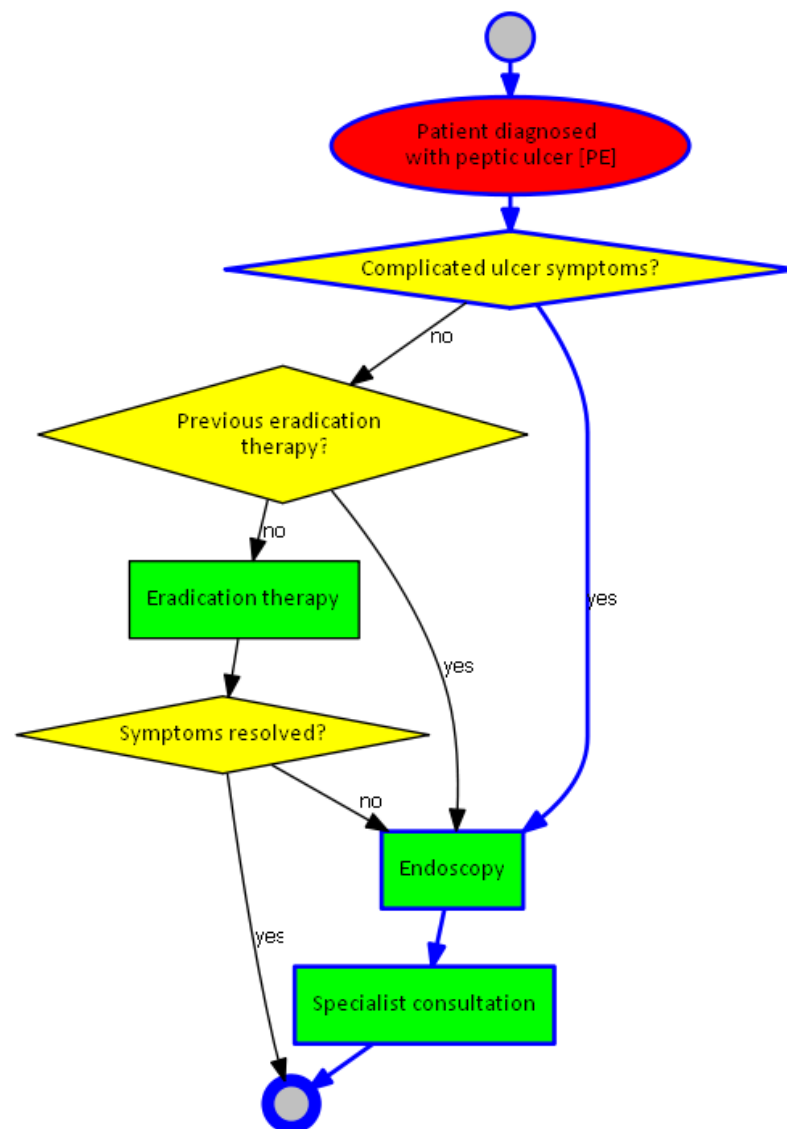 Patient diagnosed
with peptic ulcer [PE]
Complicated ulcer symptoms?
no
Previous eradication
therapy?
no
Eradication therapy
yes
yes
Symptoms resolved?
no
Endoscopy
yes
Specialist consultation